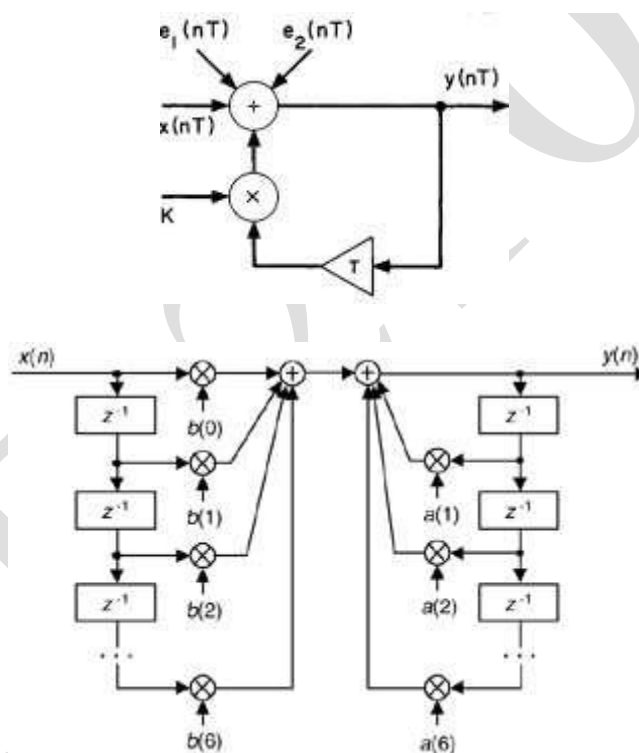 e₁(nT) e₂(nT)
y(nT)
+
x(nT)
×
K
T
x(n) y(n)
z⁻¹ b(0) z⁻¹
b(1) a(1)
z⁻¹ z⁻¹
b(2) a(2)
z⁻¹ z⁻¹
... ...
b(6) a(6)